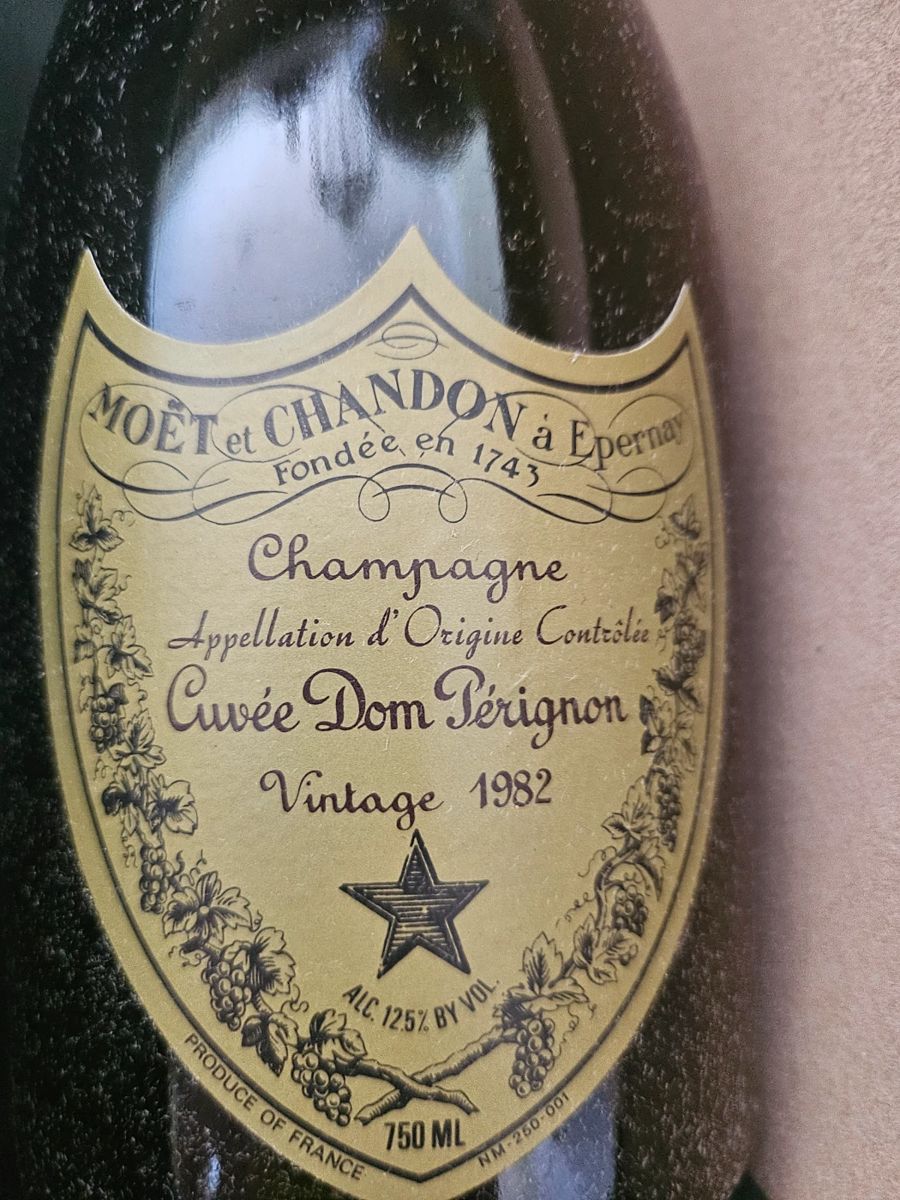 MOËT et CHANDON à Epernay
Fondée en 1743
Champagne
Appellation d'Origine Contrôlée
Cuvée Dom Pérignon
Vintage 1982
ALC. 12.5% BY VOL.
750 ML
PRODUCE OF FRANCE
NM-250-001